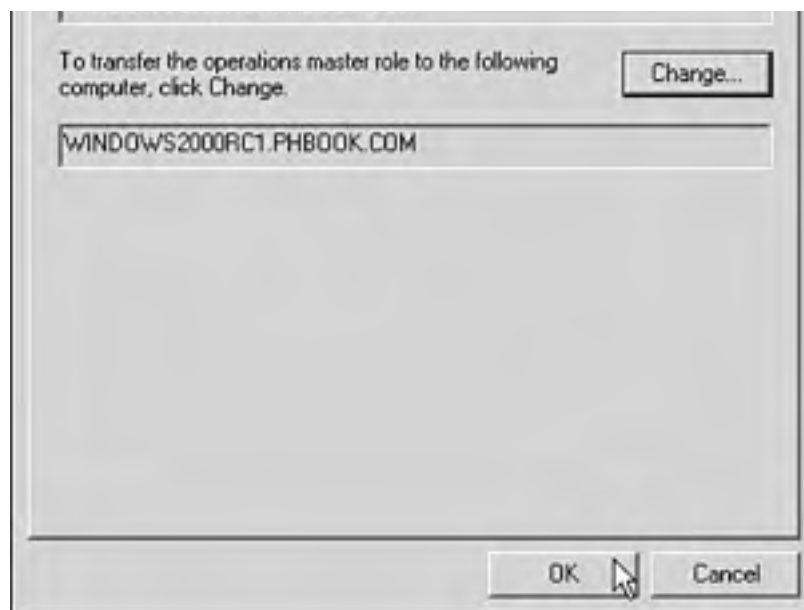 To transfer the operations master role to the following
computer, click Change.
Change...
WINDOWS2000RC1.PHBOOK.COM
OK
Cancel